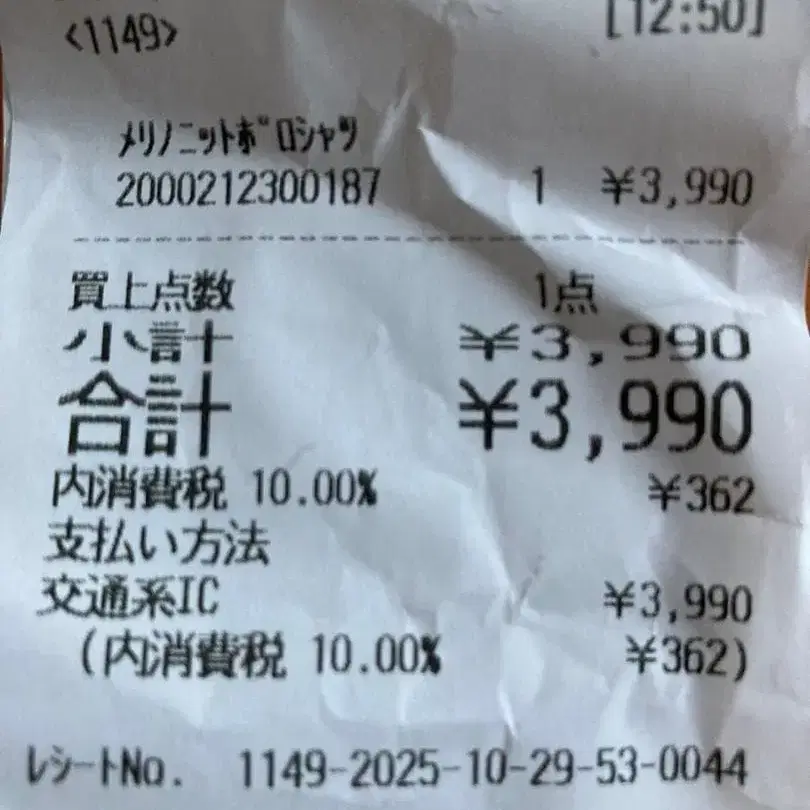 <1149> [12:50]
ﾒﾘﾉﾆｯﾄﾎﾟﾛｼｬﾂ
2000212300187 1 ¥3,990
買上点数 1点
小計 ¥3,990
合計 ¥3,990
内消費税 10.00% ¥362
支払い方法
交通系IC ¥3,990
(内消費税 10.00% ¥362)
ﾚｼｰﾄNo. 1149-2025-10-29-53-0044